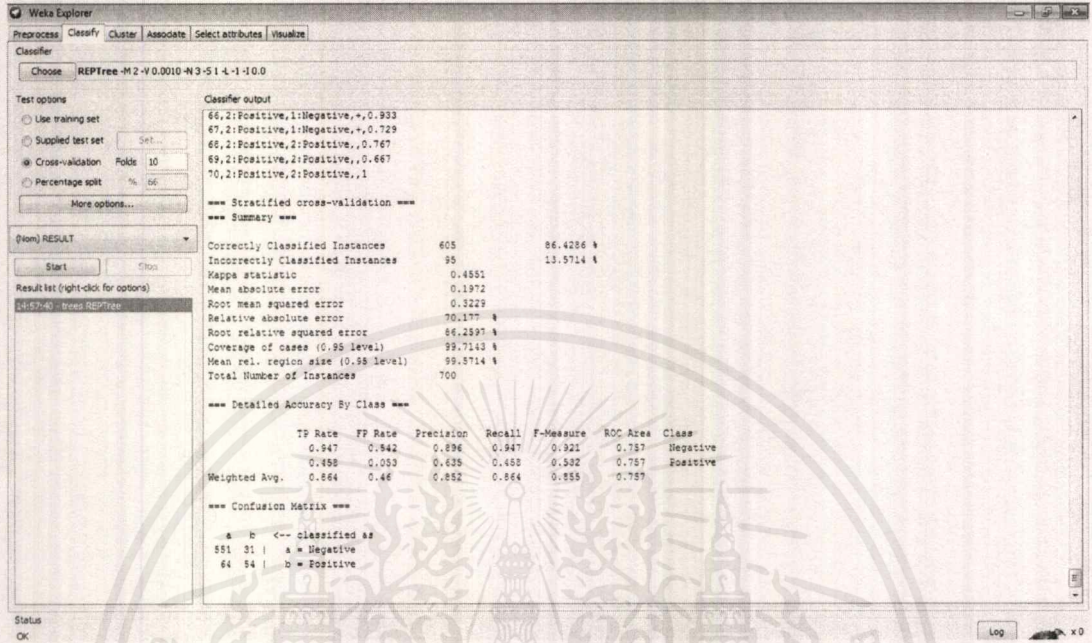 Weka Explorer
Preprocess Classify Cluster Associate Select attributes Visualize
Classifier
Choose REPTree -M 2 -V 0.0010 -N 3 -S 1 -L -1 -I 0.0
Test options
Use training set
Supplied test set Set...
Cross-validation Folds 10
Percentage split % 66
More options...
(Nom) RESULT
Start Stop
Result list (right-click for options)
14:57:40 - trees.REPTree
Classifier output
66,2:Positive,1:Negative,+,0.933
67,2:Positive,1:Negative,+,0.729
68,2:Positive,2:Positive,,0.767
69,2:Positive,2:Positive,,0.667
70,2:Positive,2:Positive,,1
=== Stratified cross-validation ===
=== Summary ===
Correctly Classified Instances 605 86.4286 %
Incorrectly Classified Instances 95 13.5714 %
Kappa statistic 0.4551
Mean absolute error 0.1972
Root mean squared error 0.3229
Relative absolute error 70.177 %
Root relative squared error 86.2597 %
Coverage of cases (0.95 level) 99.7143 %
Mean rel. region size (0.95 level) 99.5714 %
Total Number of Instances 700
=== Detailed Accuracy By Class ===
TP Rate FP Rate Precision Recall F-Measure ROC Area Class
0.947 0.542 0.896 0.947 0.921 0.757 Negative
0.458 0.053 0.635 0.458 0.532 0.757 Positive
Weighted Avg. 0.864 0.46 0.852 0.864 0.855 0.757
=== Confusion Matrix ===
a b <-- classified as
551 31 | a = Negative
64 54 | b = Positive
Status
OK
Log
x 0